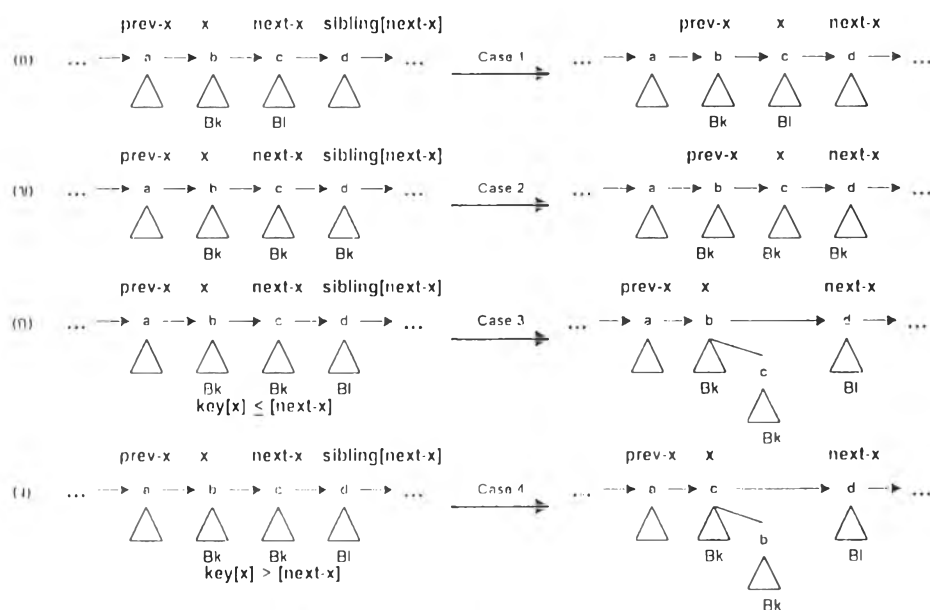 prev-x x next-x sibling[next-x] prev-x x next-x
... a b c d ... Case 1 ... a b c d ...
Bk Bl Bk Bl
prev-x x next-x sibling[next-x] prev-x x next-x
... a b c d ... Case 2 ... a b c d ...
Bk Bk Bk Bk Bk Bk
prev-x x next-x sibling[next-x] prev-x x next-x
... a b c d ... Case 3 ... a b d ...
c
Bk Bk Bl Bk Bl
key[x] ≤ [next-x]
Bk
prev-x x next-x sibling[next-x] prev-x x next-x
... a b c d ... Case 4 ... a c d ...
b
Bk Bk Bl Bk Bl
key[x] > [next-x]
Bk